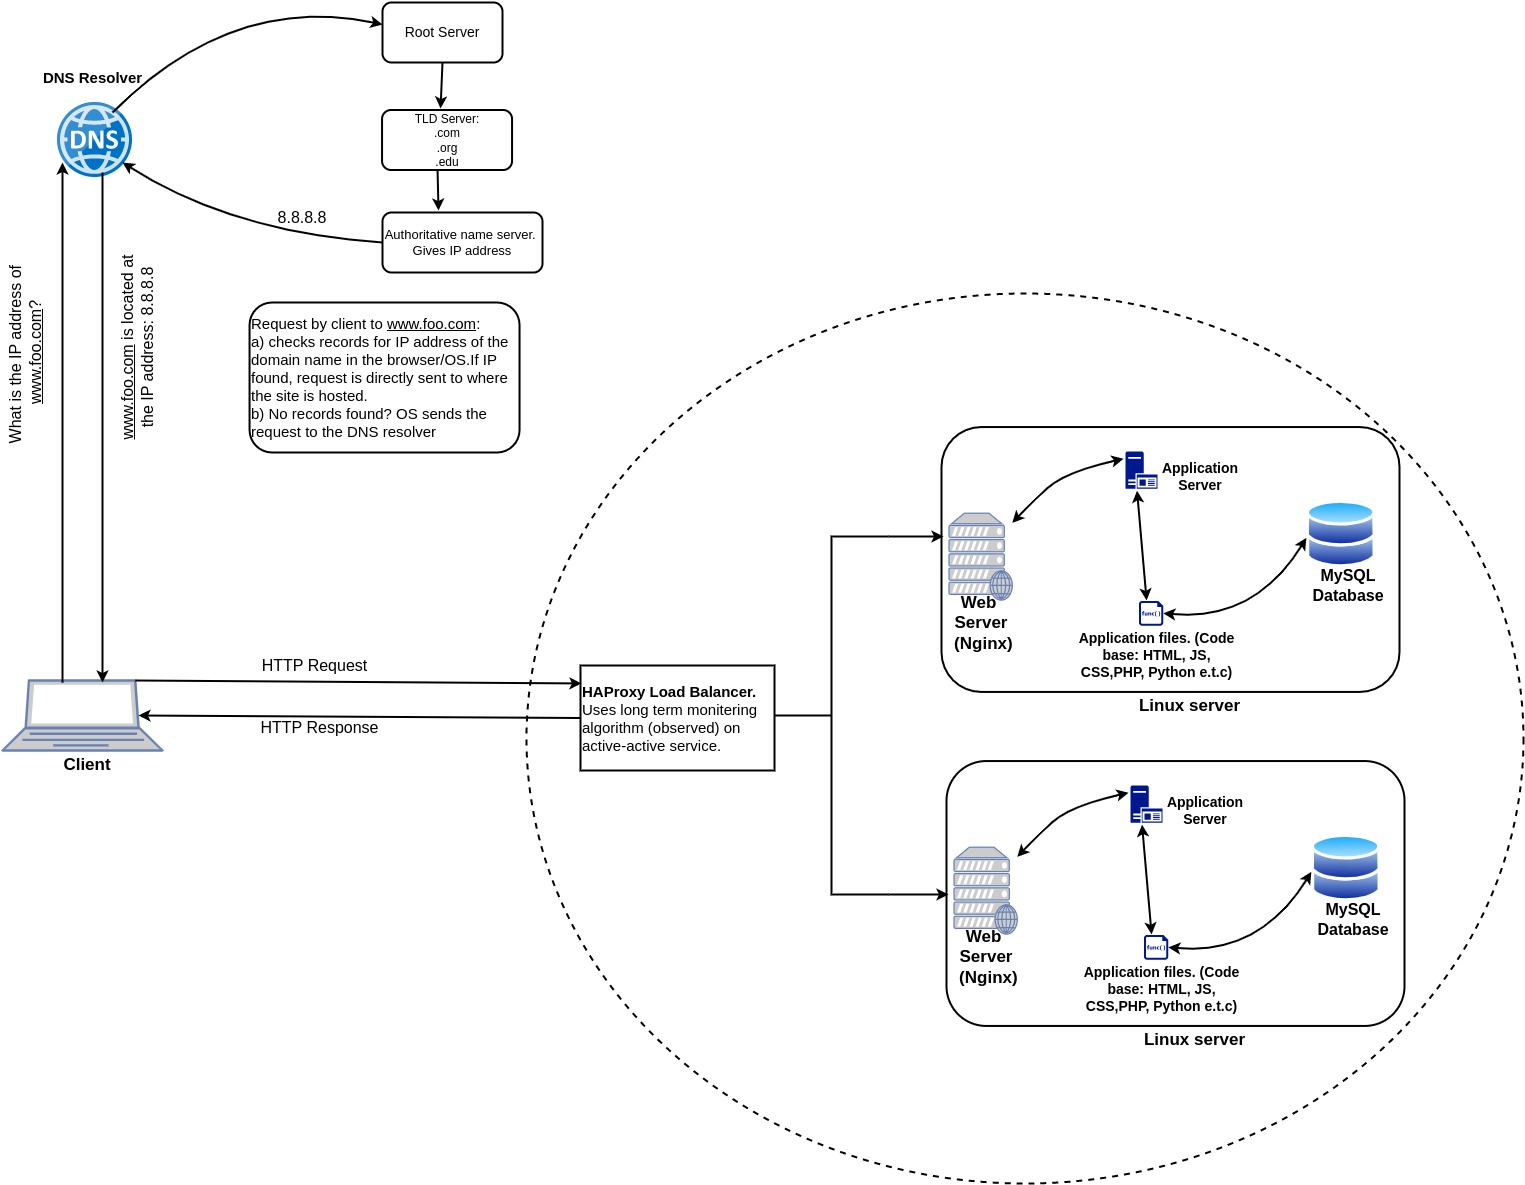 Root Server
DNS Resolver
DNS
TLD Server:
.com
.org
.edu
8.8.8.8
Authoritative name server.
Gives IP address
What is the IP address of
www.foo.com?
www.foo.com is located at
the IP address: 8.8.8.8
Request by client to www.foo.com:
a) checks records for IP address of the
domain name in the browser/OS.If IP
found, request is directly sent to where
the site is hosted.
b) No records found? OS sends the
request to the DNS resolver
Application
Server
MySQL
Database
Web
Server
(Nginx)
func()
Application files. (Code
base: HTML, JS,
CSS,PHP, Python e.t.c)
Linux server
HTTP Request
HTTP Response
Client
HAProxy Load Balancer.
Uses long term monitering
algorithm (observed) on
active-active service.
Application
Server
MySQL
Database
Web
Server
(Nginx)
func()
Application files. (Code
base: HTML, JS,
CSS,PHP, Python e.t.c)
Linux server